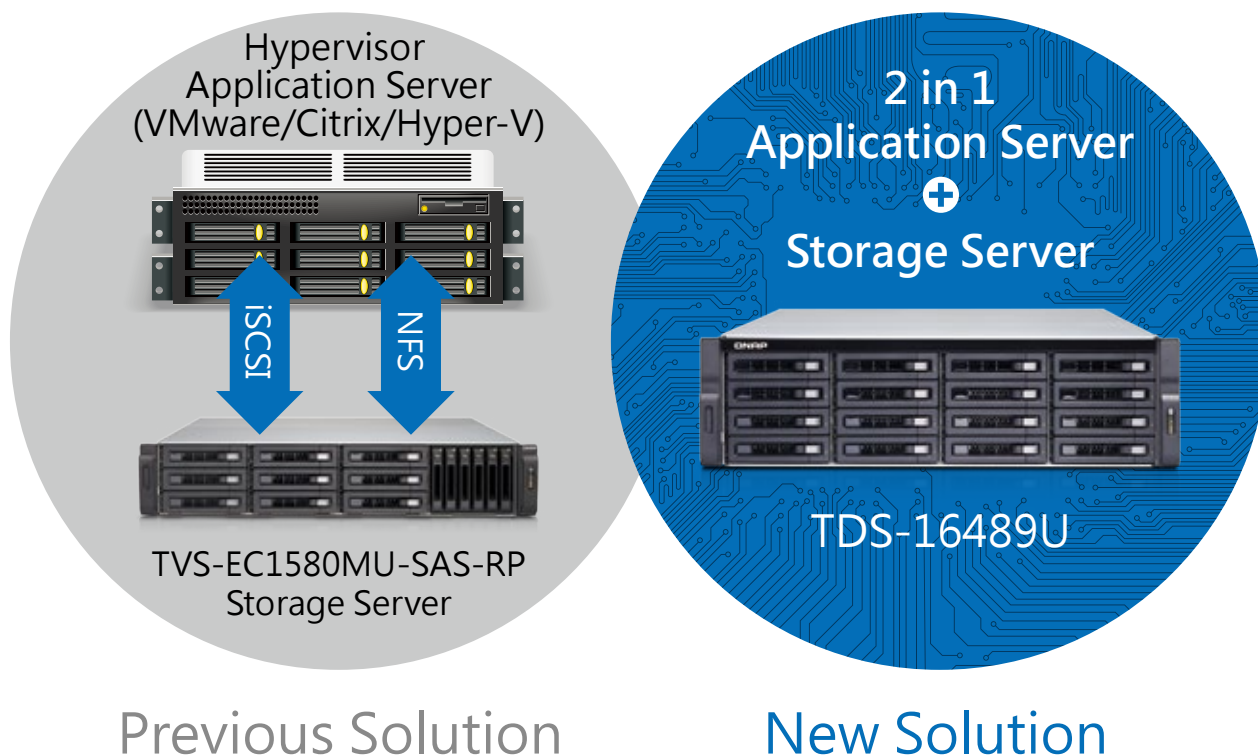 Hypervisor
Application Server
(VMware/Citrix/Hyper-V)
iSCSI
NFS
TVS-EC1580MU-SAS-RP
Storage Server
Previous Solution
2 in 1
Application Server
+
Storage Server
QNAP
TDS-16489U
New Solution